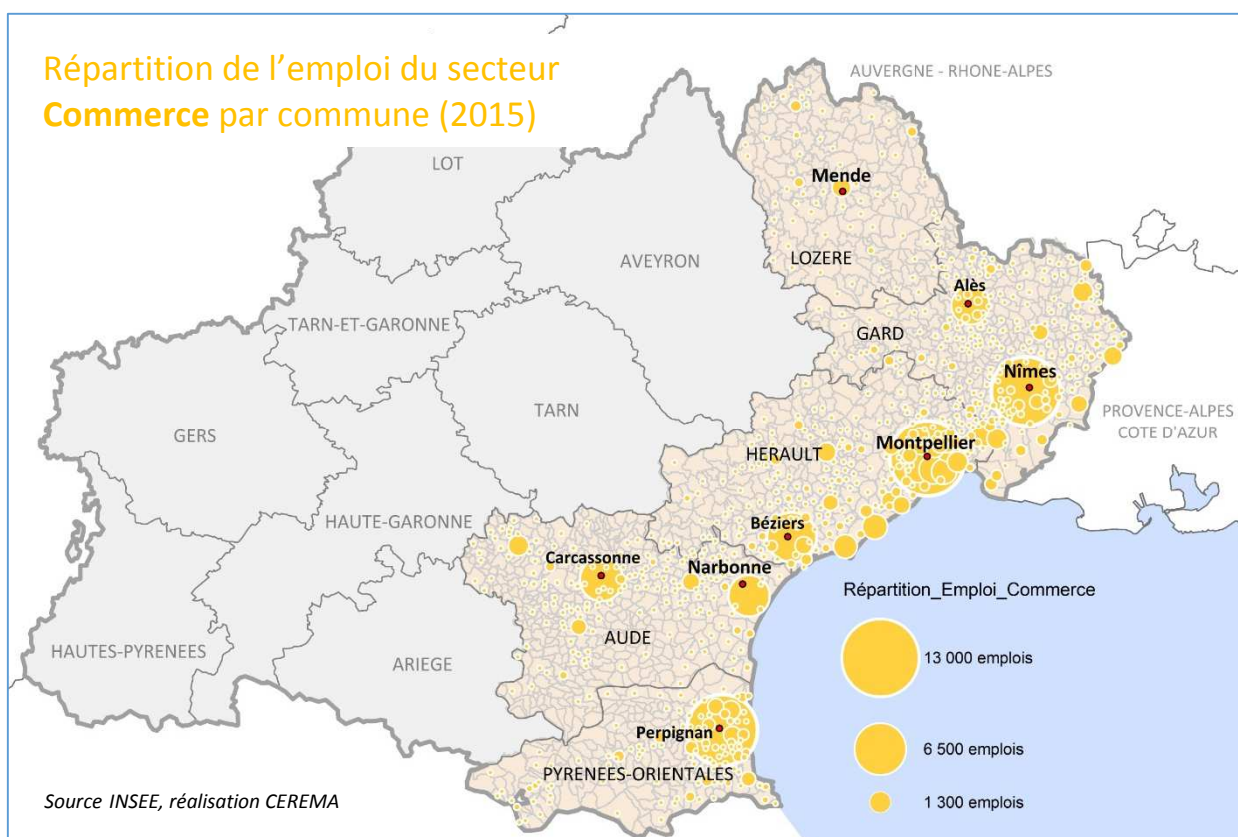 Répartition de l'emploi du secteur
Commerce par commune (2015)
AUVERGNE - RHONE-ALPES
LOT
Mende
LOZERE
AVEYRON
Alès
TARN-ET-GARONNE
GARD
Nîmes
TARN
PROVENCE-ALPES
COTE D'AZUR
GERS
Montpellier
HERAULT
HAUTE-GARONNE
Béziers
Carcassonne
Narbonne
Répartition_Emploi_Commerce
AUDE
HAUTES-PYRENEES
ARIEGE
13 000 emplois
Perpignan
6 500 emplois
PYRENEES-ORIENTALES
Source INSEE, réalisation CEREMA
1 300 emplois